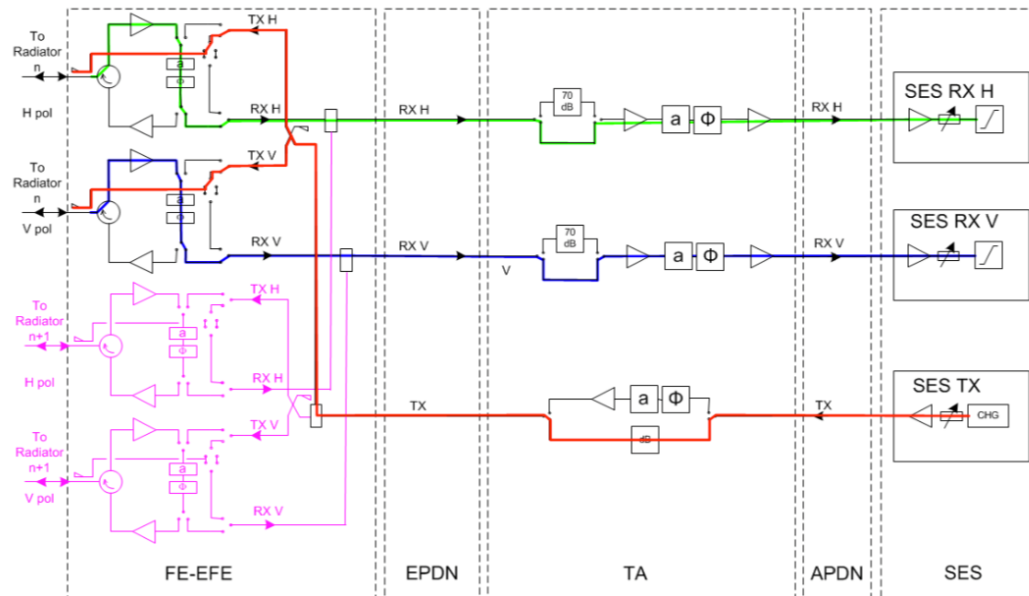 To
Radiator
n
H pol
TX H
a
Φ
RX H
RX H
70
dB
a
Φ
RX H
SES RX H
To
Radiator
n
V pol
TX V
a
Φ
RX V
RX V
V
70
dB
a
Φ
RX V
SES RX V
To
Radiator
n+1
H pol
TX H
a
Φ
RX H
To
Radiator
n+1
V pol
TX V
a
Φ
RX V
TX
a
Φ
dB
TX
SES TX
CHG
FE-EFE
EPDN
TA
APDN
SES